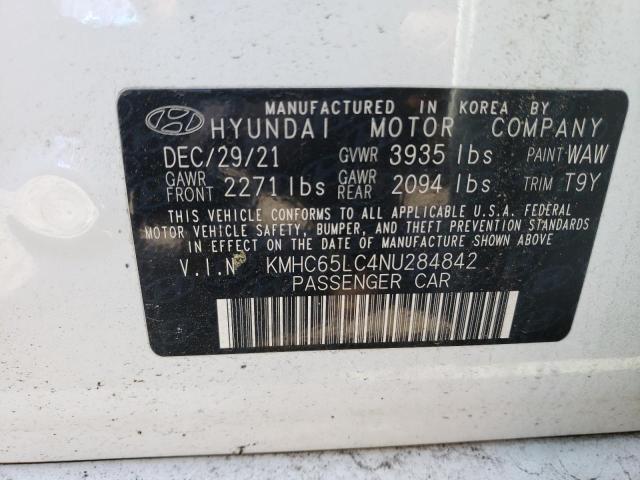 MANUFACTURED IN KOREA BY
HYUNDAI MOTOR COMPANY
DEC/29/21 GVWR 3935 lbs PAINT WAW
GAWR FRONT 2271 lbs GAWR REAR 2094 lbs TRIM T9Y
THIS VEHICLE CONFORMS TO ALL APPLICABLE U.S.A. FEDERAL
MOTOR VEHICLE SAFETY, BUMPER, AND THEFT PREVENTION STANDARDS
IN EFFECT ON THE DATE OF MANUFACTURE SHOWN ABOVE
V.I.N KMHC65LC4NU284842
PASSENGER CAR